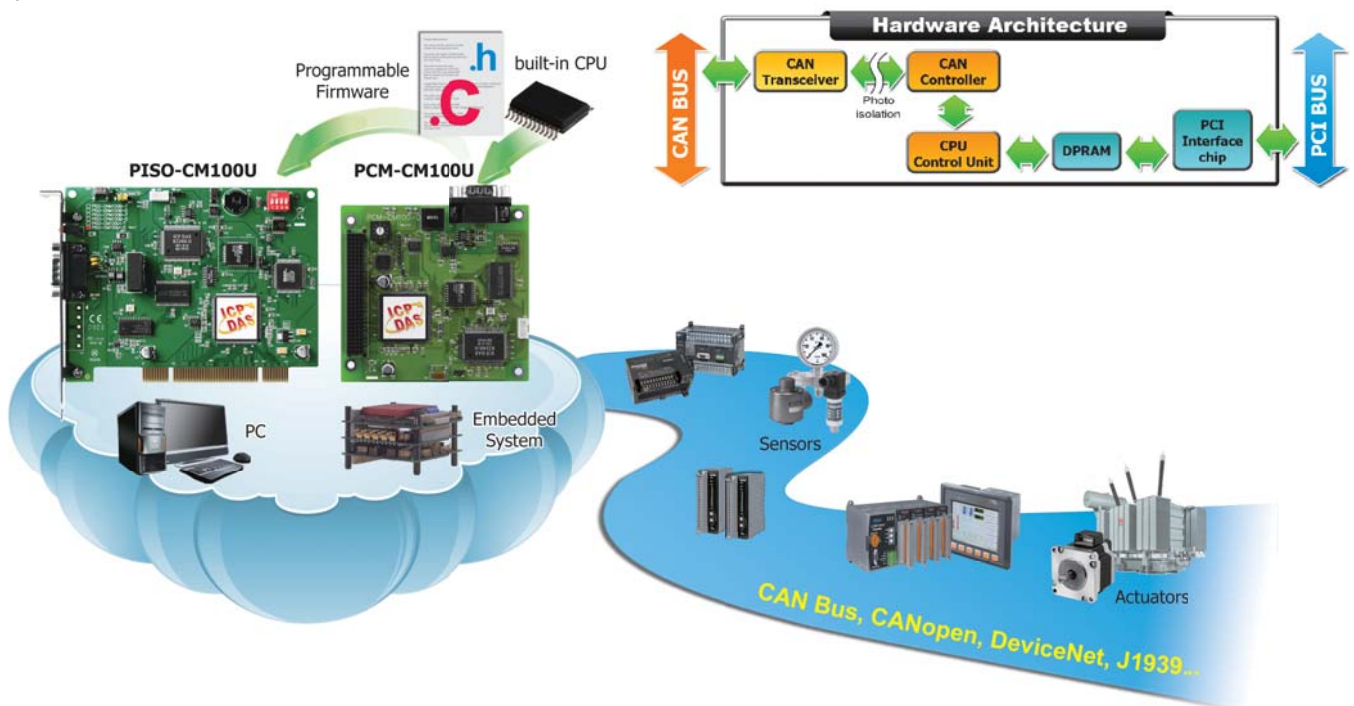 Programmable
Firmware
.h
.C
built-in CPU
PISO-CM100U
PCM-CM100U
ICP
DAS
ICP
DAS
PC
Embedded
System
Hardware Architecture
CAN BUS
CAN
Transceiver
Photo
isolation
CAN
Controller
CPU
Control Unit
DPRAM
PCI
Interface
chip
PCI BUS
Sensors
Actuators
CAN Bus, CANopen, DeviceNet, J1939...